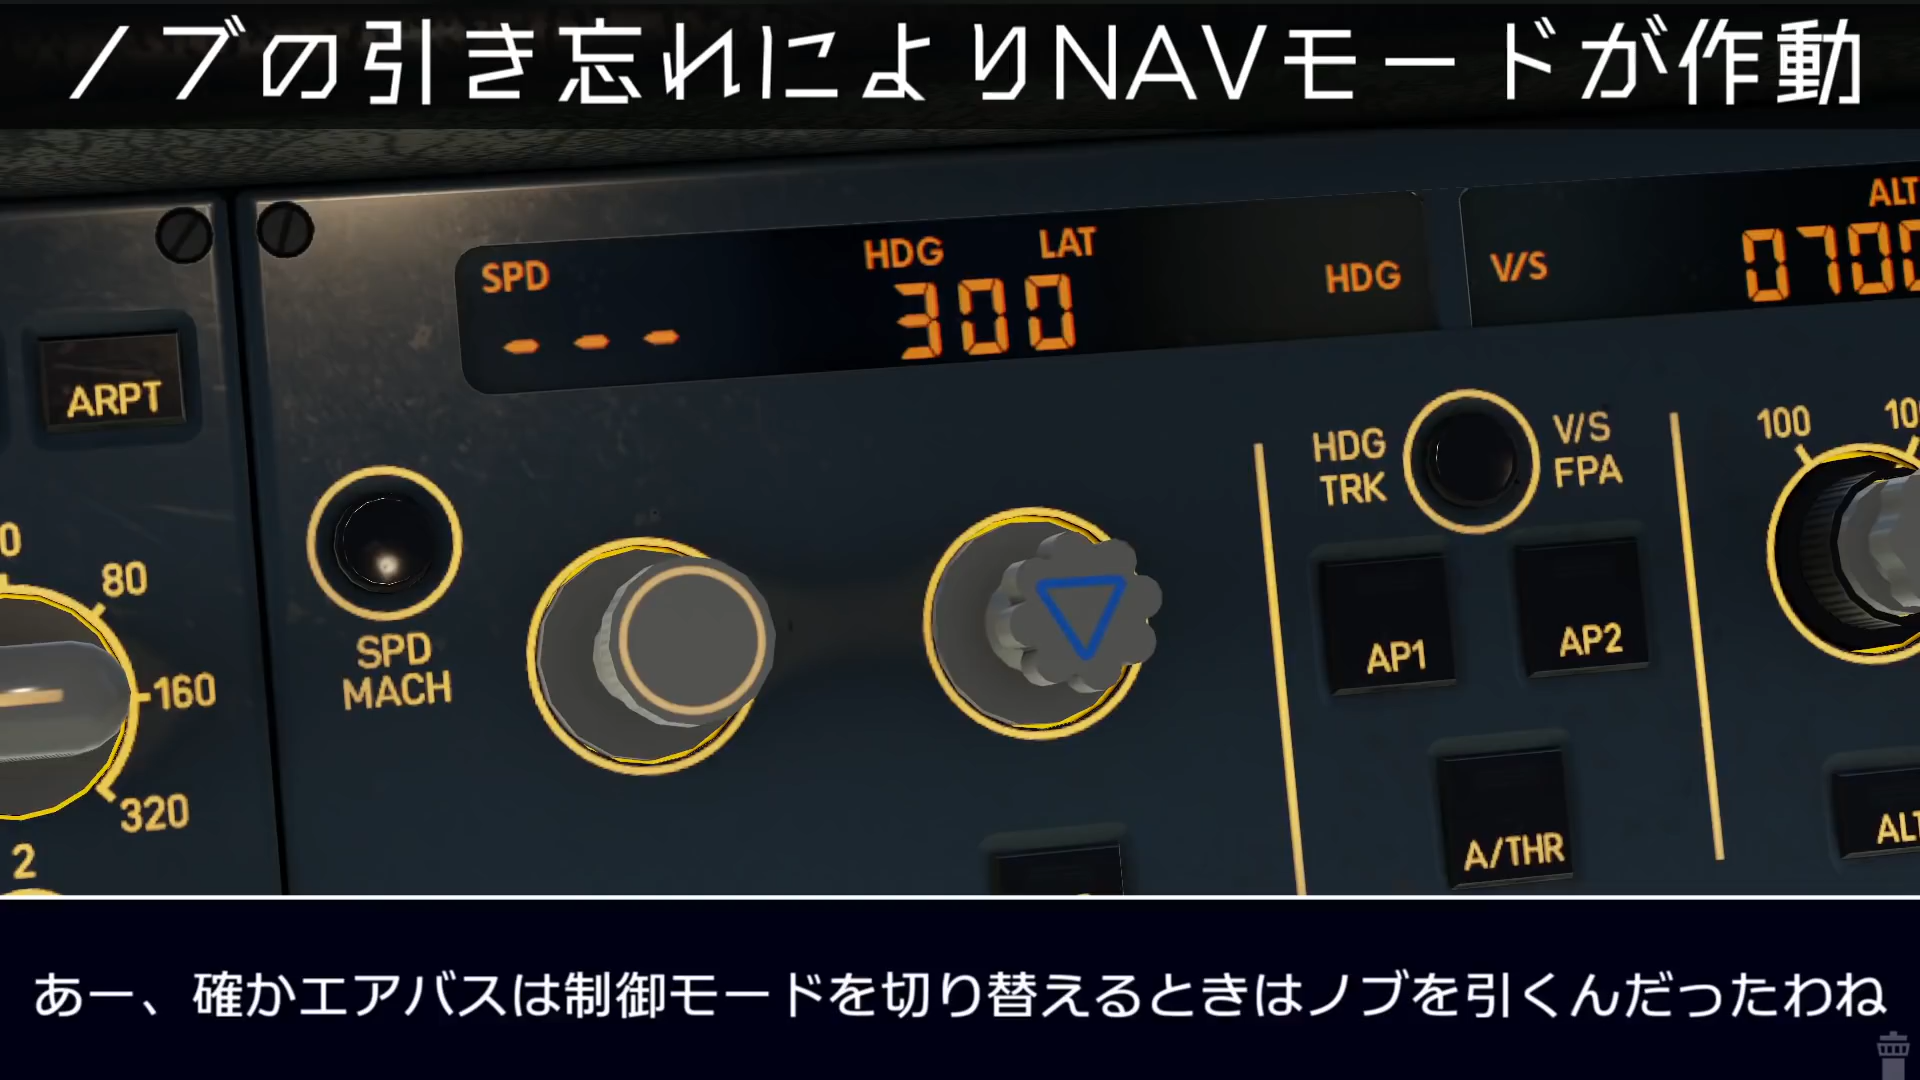 ノブの引き忘れによりNAVモードが作動
SPD
HDG
LAT
HDG
V/S
ALT
---
300
0700
ARPT
HDG
TRK
V/S
FPA
100
80
160
320
2
SPD
MACH
AP1
AP2
A/THR
ALT
あー、確かエアバスは制御モードを切り替えるときはノブを引くんだったわね